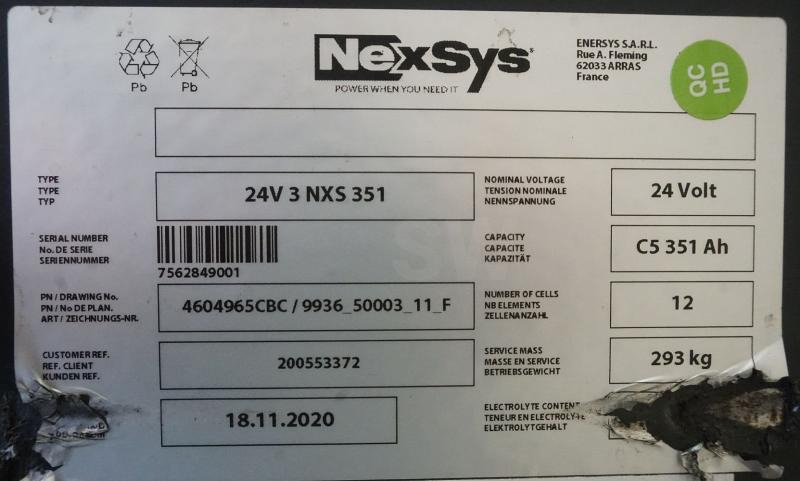 Pb
Pb
NexSys
POWER WHEN YOU NEED IT
ENERSYS S.A.R.L.
Rue A. Fleming
62033 ARRAS
France
QC
HD
TYPE
TYPE
TYP
24V 3 NXS 351
NOMINAL VOLTAGE
TENSION NOMINALE
NENNSPANNUNG
24 Volt
SERIAL NUMBER
No. DE SERIE
SERIENNUMMER
7562849001
CAPACITY
CAPACITE
KAPAZITÄT
C5 351 Ah
PN / DRAWING No.
PN / No DE PLAN.
ART / ZEICHNUNGS-NR.
4604965CBC / 9936_50003_11_F
NUMBER OF CELLS
NB ELEMENTS
ZELLENANZAHL
12
CUSTOMER REF.
REF. CLIENT
KUNDEN REF.
200553372
SERVICE MASS
MASSE EN SERVICE
BETRIEBSGEWICHT
293 kg
18.11.2020
ELECTROLYTE CONTENT
TENEUR EN ELECTROLYTE
ELEKTROLYTGEHALT